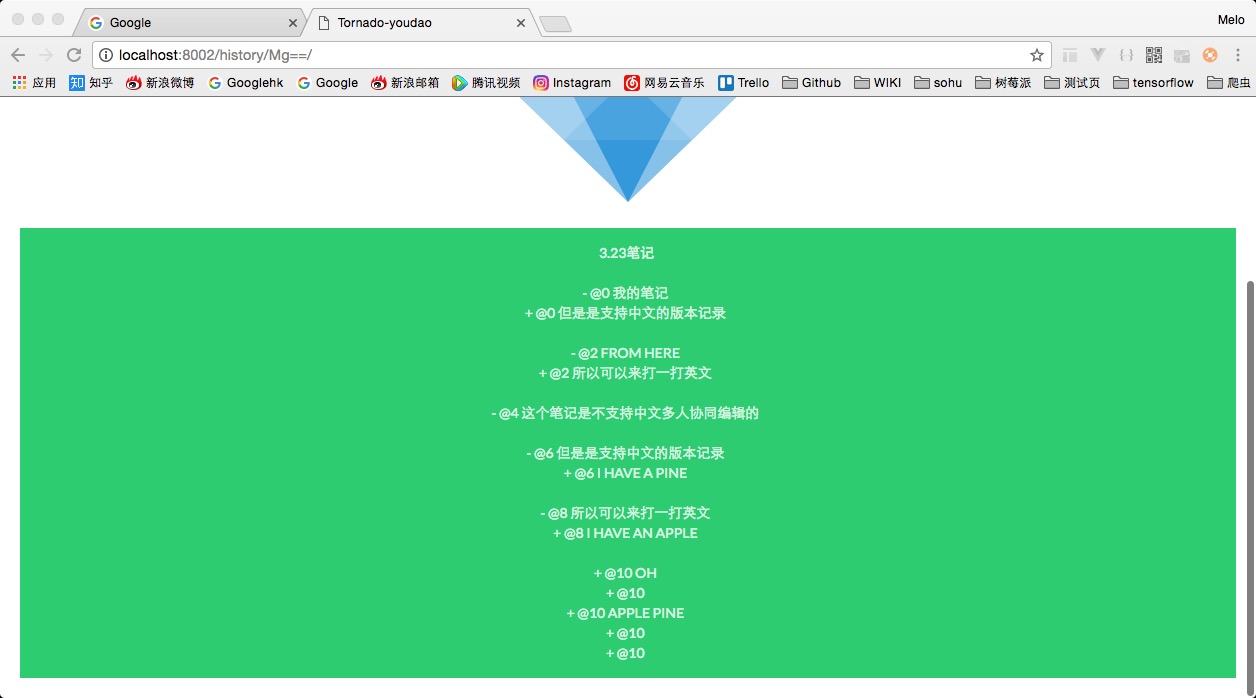 Google
Tornado-youdao
Melo
localhost:8002/history/Mg==/
应用 知乎 新浪微博 Googlehk Google 新浪邮箱 腾讯视频 Instagram 网易云音乐 Trello Github WIKI sohu 树莓派 测试页 tensorflow 爬虫
3.23笔记
- @0 我的笔记
+ @0 但是是支持中文的版本记录
- @2 FROM HERE
+ @2 所以可以来打一打英文
- @4 这个笔记是不支持中文多人协同编辑的
- @6 但是是支持中文的版本记录
+ @6 I HAVE A PINE
- @8 所以可以来打一打英文
+ @8 I HAVE AN APPLE
+ @10 OH
+ @10
+ @10 APPLE PINE
+ @10
+ @10